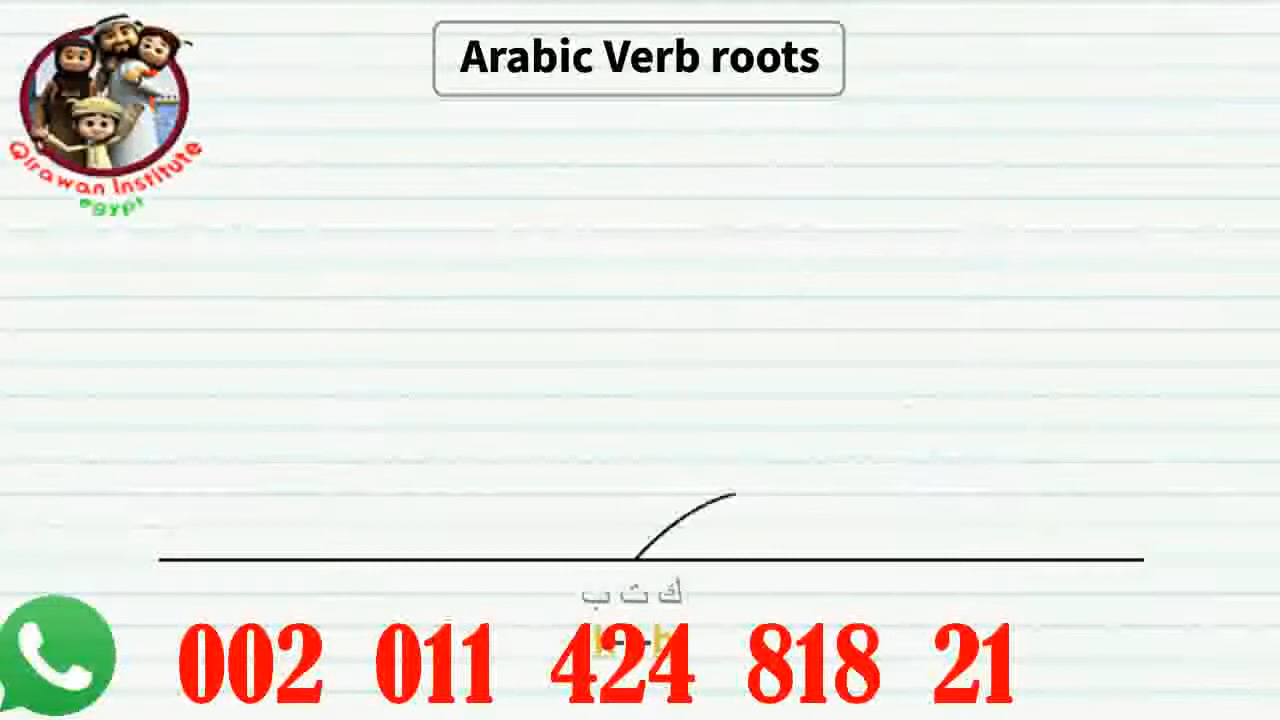 Arabic Verb roots
Qirawan Institute
egypt
ك ت ب
002 011 424 818 21